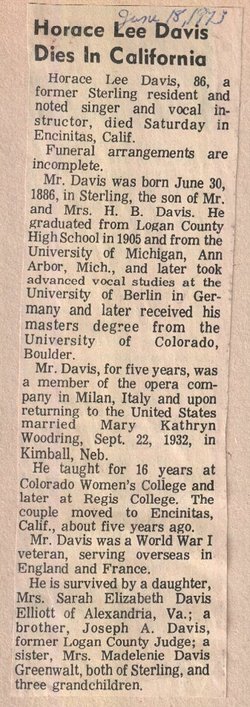 June 18, 1973
Horace Lee Davis
Dies In California
Horace Lee Davis, 86, a
former Sterling resident and
noted singer and vocal in-
structor, died Saturday in
Encinitas, Calif.
Funeral arrangements are
incomplete.
Mr. Davis was born June 30,
1886, in Sterling, the son of Mr.
and Mrs. H. B. Davis. He
graduated from Logan County
High School in 1905 and from the
University of Michigan, Ann
Arbor, Mich., and later took
advanced vocal studies at the
University of Berlin in Ger-
many and later received his
masters degree from the
University of Colorado,
Boulder.
Mr. Davis, for five years, was
a member of the opera com-
pany in Milan, Italy and upon
returning to the United States
married Mary Kathryn
Woodring, Sept. 22, 1932, in
Kimball, Neb.
He taught for 16 years at
Colorado Women's College and
later at Regis College. The
couple moved to Encinitas,
Calif., about five years ago.
Mr. Davis was a World War I
veteran, serving overseas in
England and France.
He is survived by a daughter,
Mrs. Sarah Elizabeth Davis
Elliott of Alexandria, Va.; a
brother, Joseph A. Davis,
former Logan County Judge; a
sister, Mrs. Madelenie Davis
Greenwalt, both of Sterling, and
three grandchildren.